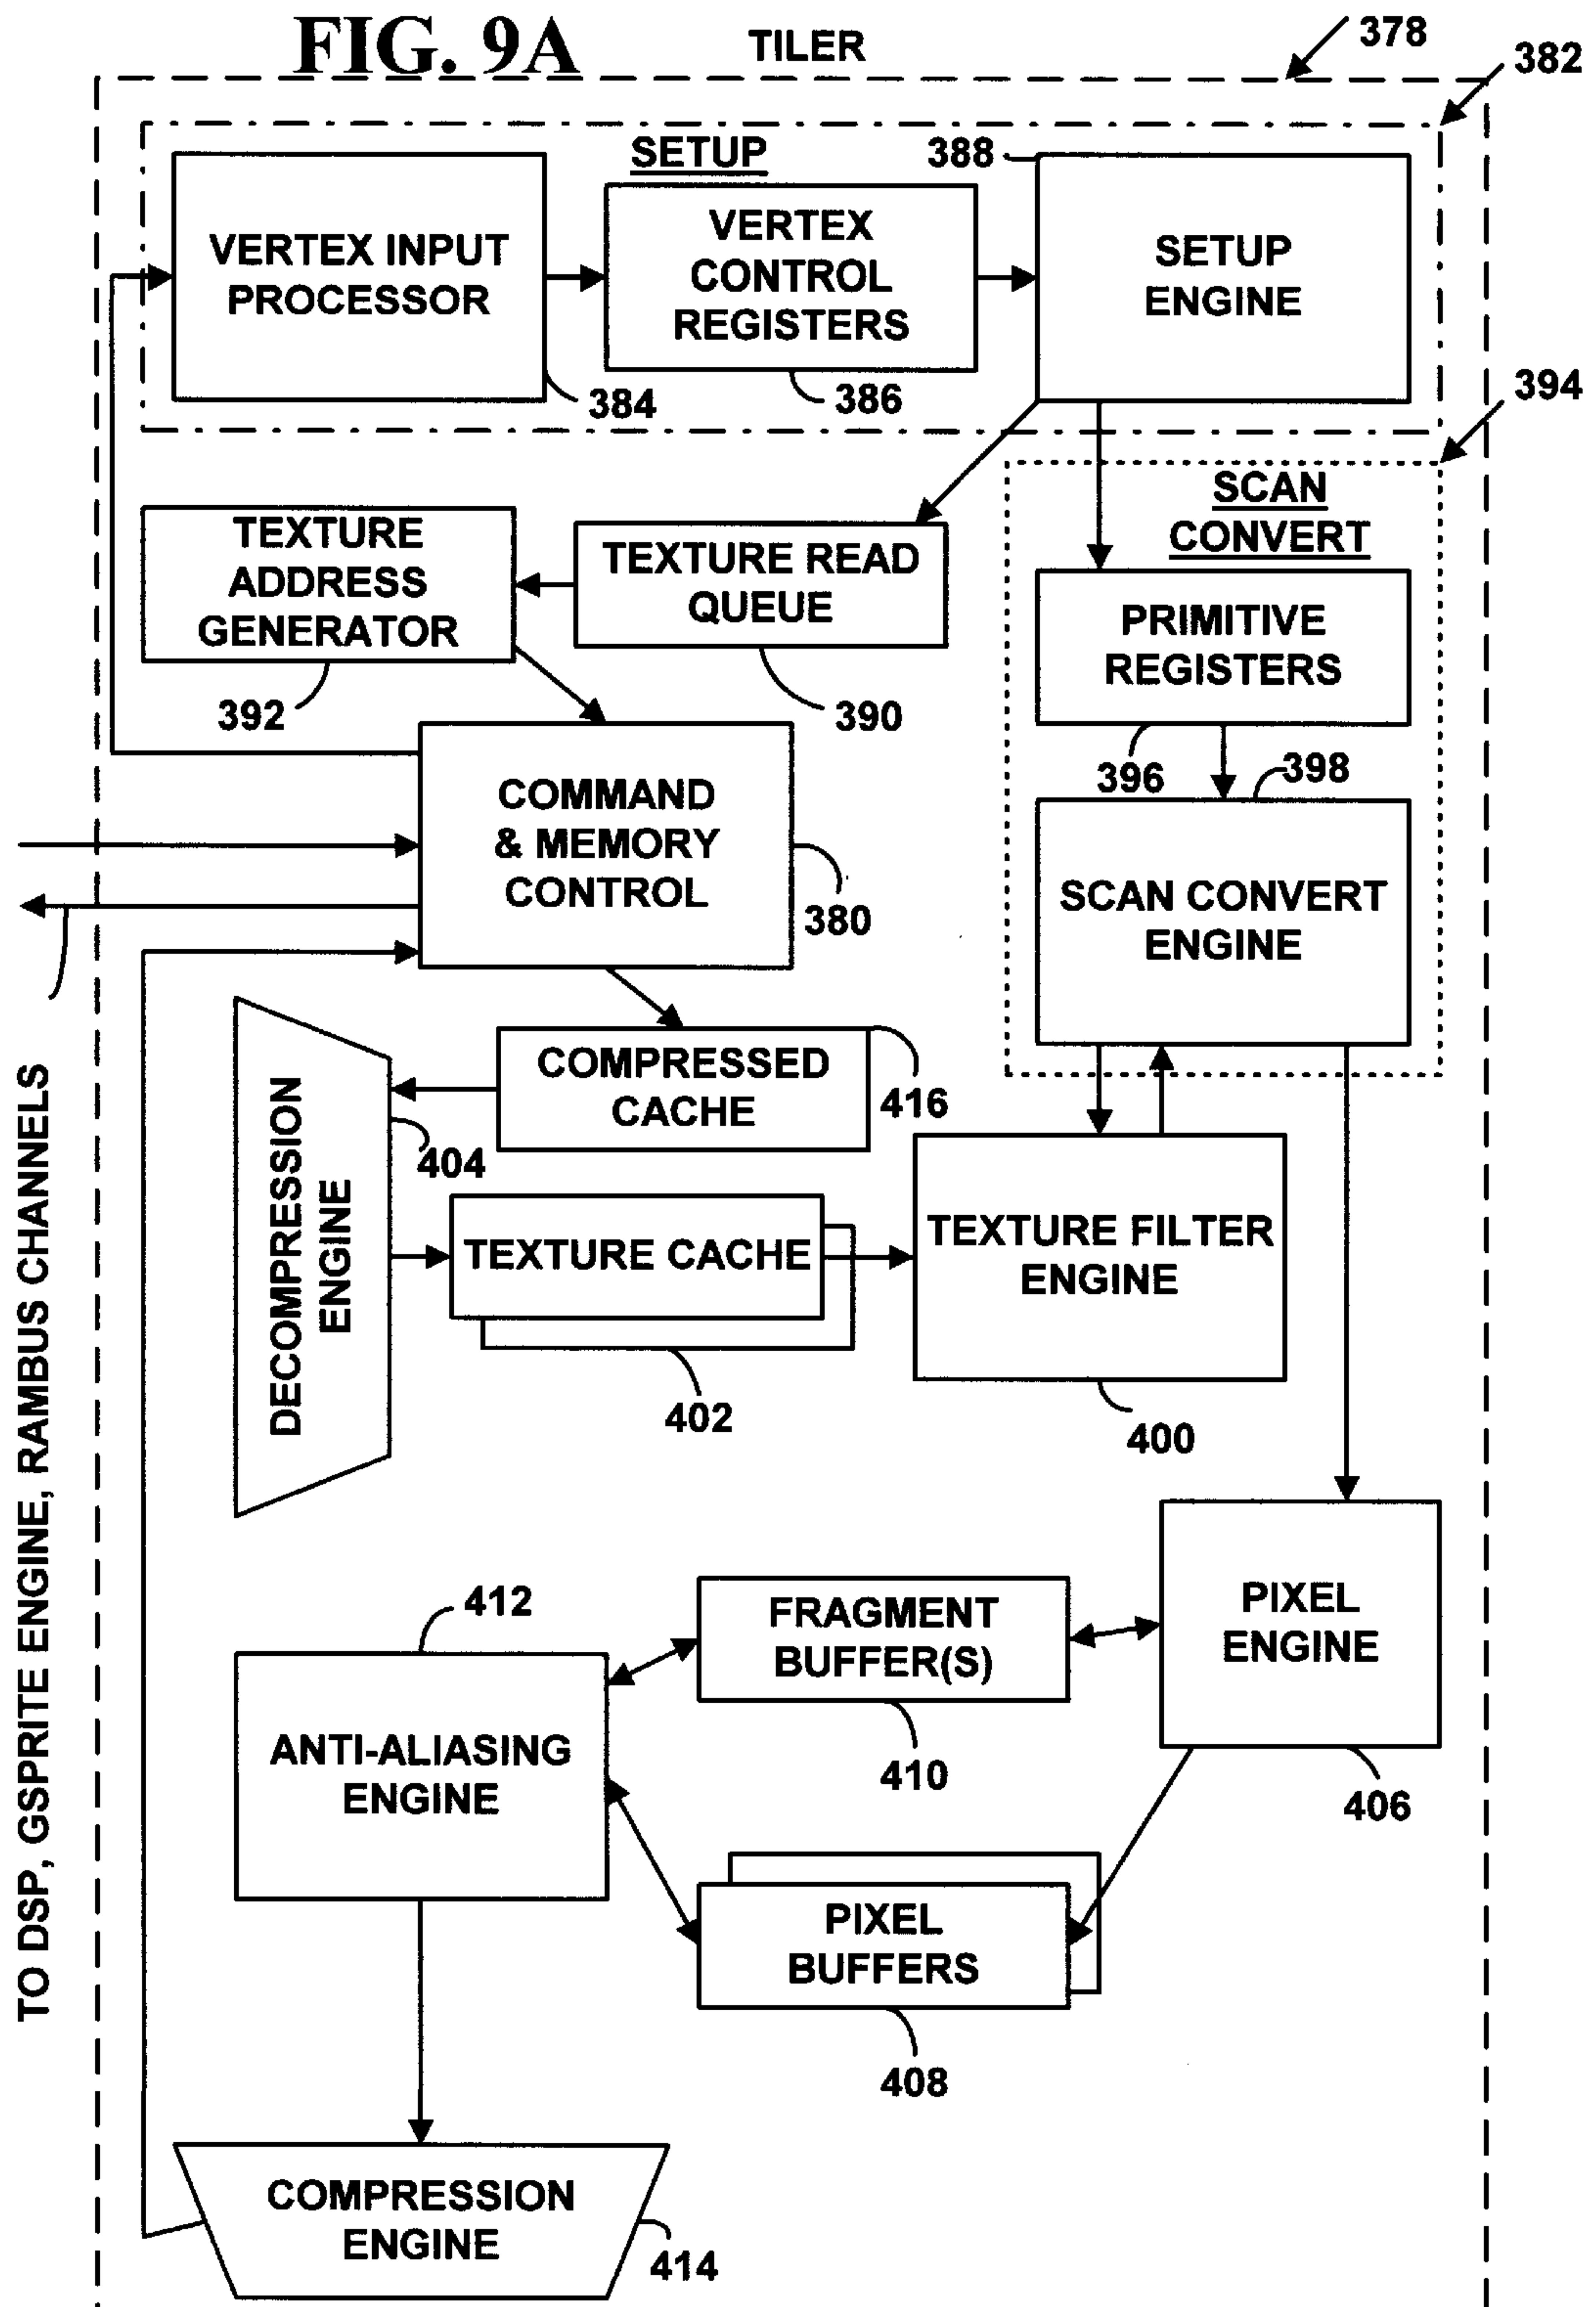 FIG. 9A
TILER
378
382
SETUP
388
VERTEX INPUT
PROCESSOR
384
VERTEX
CONTROL
REGISTERS
386
SETUP
ENGINE
394
SCAN
CONVERT
TEXTURE
ADDRESS
GENERATOR
392
TEXTURE READ
QUEUE
390
PRIMITIVE
REGISTERS
396
398
COMMAND
& MEMORY
CONTROL
380
SCAN CONVERT
ENGINE
COMPRESSED
CACHE
416
DECOMPRESSION
ENGINE
404
TEXTURE CACHE
402
TEXTURE FILTER
ENGINE
400
TO DSP, GSPRITE ENGINE, RAMBUS CHANNELS
412
FRAGMENT
BUFFER(S)
410
PIXEL
ENGINE
406
ANTI-ALIASING
ENGINE
PIXEL
BUFFERS
408
COMPRESSION
ENGINE
414